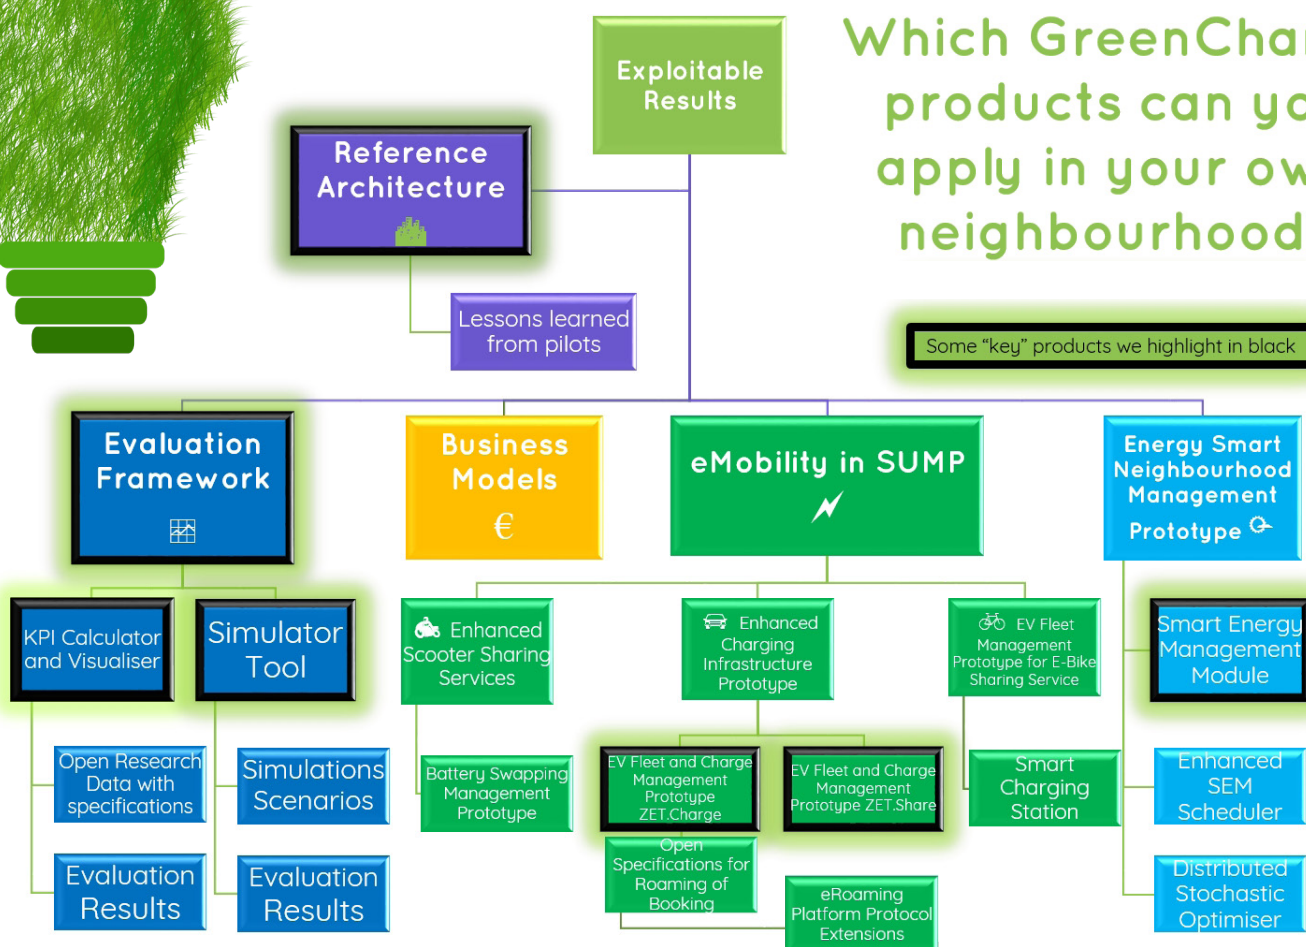 Exploitable
Results
Which GreenChar
products can yo
apply in your ow
neighbourhood
Reference
Architecture
Lessons learned
from pilots
Some "key" products we highlight in black
Evaluation
Framework
Business
Models
€
eMobility in SUMP
Energy Smart
Neighbourhood
Management
Prototype
KPI Calculator
and Visualiser
Simulator
Tool
Enhanced
Scooter Sharing
Services
Enhanced
Charging
Infrastructure
Prototype
EV Fleet
Management
Prototype for E-Bike
Sharing Service
Smart Energy
Management
Module
Open Research
Data with
specifications
Simulations
Scenarios
Battery Swapping
Management
Prototype
EV Fleet and Charge
Management
Prototype
ZET.Charge
EV Fleet and Charge
Management
Prototype ZET.Share
Smart
Charging
Station
Enhanced
SEM
Scheduler
Evaluation
Results
Evaluation
Results
Open
Specifications for
Roaming of
Booking
eRoaming
Platform Protocol
Extensions
Distributed
Stochastic
Optimiser